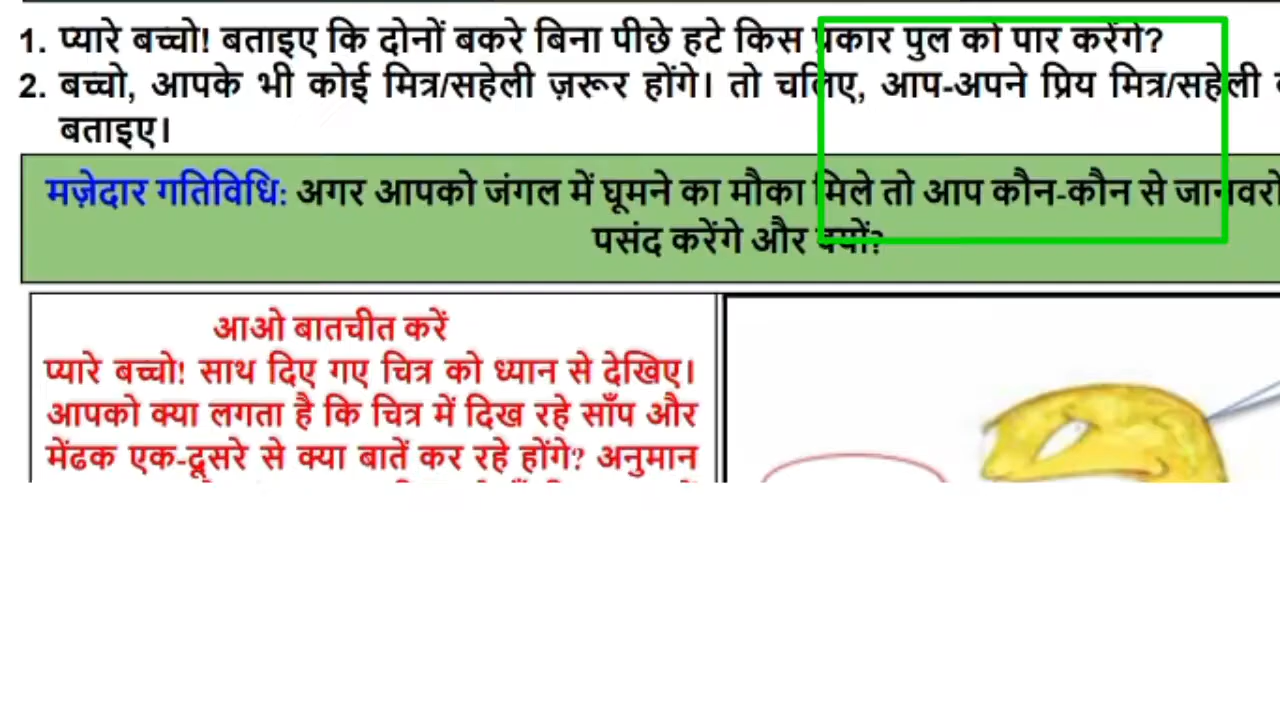 1. प्यारे बच्चो! बताइए कि दोनों बकरे बिना पीछे हटे किस प्रकार पुल को पार करेंगे?
2. बच्चो, आपके भी कोई मित्र/सहेली ज़रूर होंगे। तो चलिए, आप-अपने प्रिय मित्र/सहेली
बताइए।
मज़ेदार गतिविधि: अगर आपको जंगल में घूमने का मौका मिले तो आप कौन-कौन से
पसंद करेंगे और क्यों?
आओ बातचीत करें
प्यारे बच्चो! साथ दिए गए चित्र को ध्यान से देखिए।
आपको क्या लगता है कि चित्र में दिख रहे साँप और
मेंढक एक-दूसरे से क्या बातें कर रहे होंगे? अनुमान